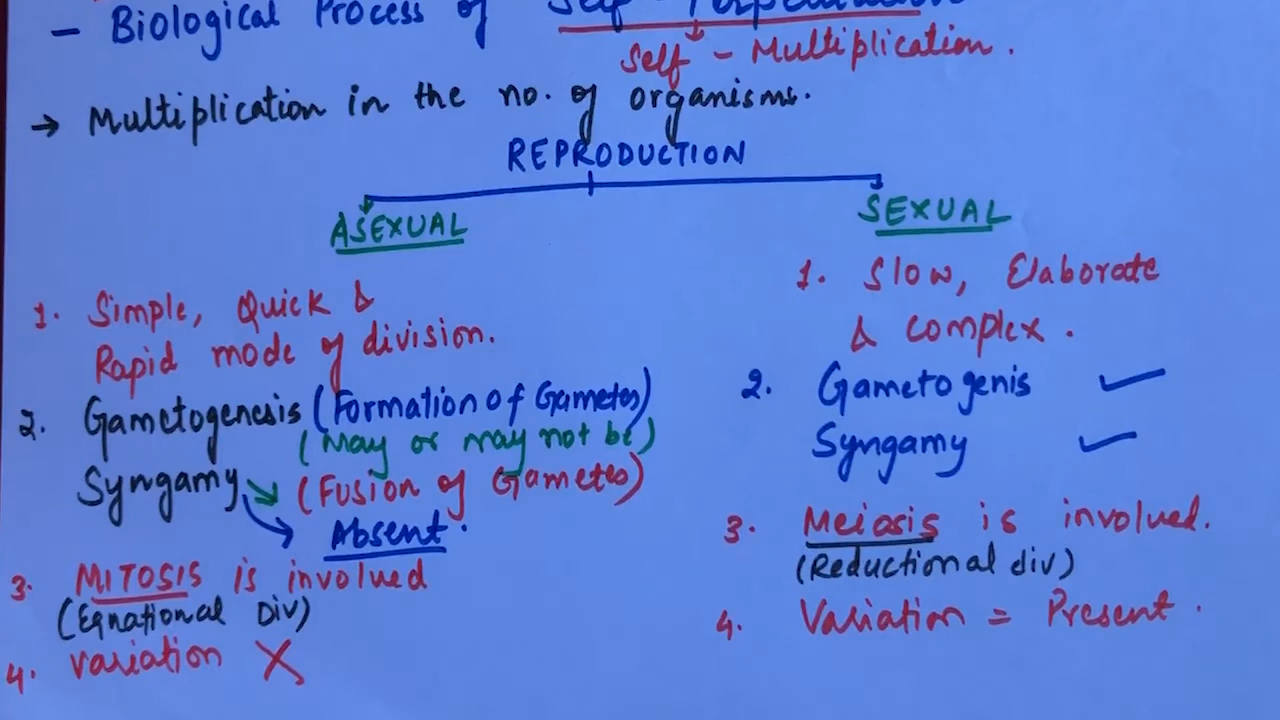 - Biological Process of Self -
Self - Multiplication.
→ Multiplication in the no. of organisms.
REPRODUCTION
ASEXUAL
SEXUAL
1. Simple, Quick &
Rapid mode of division.
2. Gametogenesis (Formation of Gametes)
(May or may not be)
Syngamy → (Fusion of Gametes)
→ Absent.
3. MITOSIS is involved
(Eqnational Div)
4. variation X
1. Slow, Elaborate
& complex.
2. Gametogenis ✓
Syngamy ✓
3. Meiosis is involved.
(Reductional div)
4. Variation = Present.